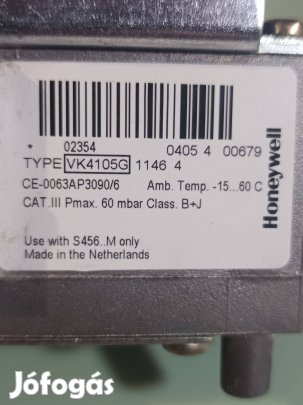 * 02354 0405 4 00679
TYPE VK4105G 1146 4
CE-0063AP3090/6 Amb. Temp. -15...60 C
CAT.III Pmax. 60 mbar Class. B+J
Use with S456..M only
Made in the Netherlands
Honeywell
Jófogás